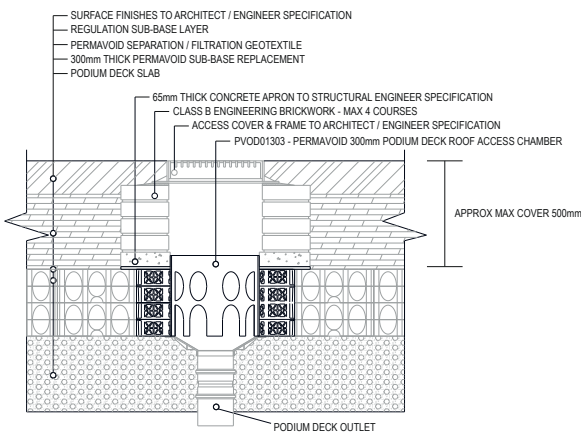 SURFACE FINISHES TO ARCHITECT / ENGINEER SPECIFICATION
REGULATION SUB-BASE LAYER
PERMAVOID SEPARATION / FILTRATION GEOTEXTILE
300mm THICK PERMAVOID SUB-BASE REPLACEMENT
PODIUM DECK SLAB
65mm THICK CONCRETE APRON TO STRUCTURAL ENGINEER SPECIFICATION
CLASS B ENGINEERING BRICKWORK - MAX 4 COURSES
ACCESS COVER & FRAME TO ARCHITECT / ENGINEER SPECIFICATION
PVOD01303 - PERMAVOID 300mm PODIUM DECK ROOF ACCESS CHAMBER
APPROX MAX COVER 500mm
PODIUM DECK OUTLET